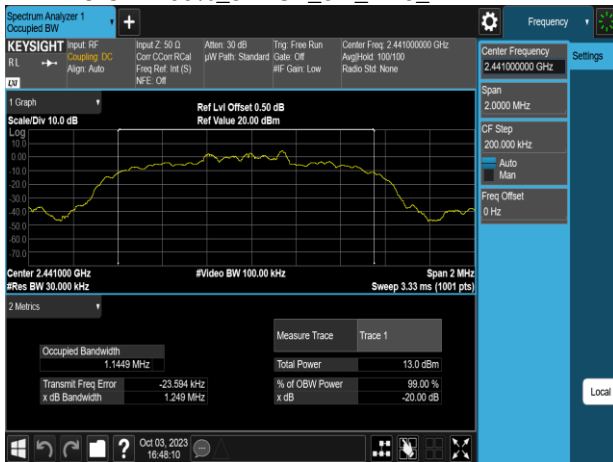 Spectrum Analyzer 1
Occupied BW
Frequency
KEYSIGHT
RL
LXI
Input: RF
Coupling: DC
Align: Auto
Input Z: 50 Ω
Corr CCorr RCal
Freq Ref: Int (S)
NFE: Off
Atten: 30 dB
µW Path: Standard
Trig: Free Run
Gate: Off
#IF Gain: Low
Center Freq: 2.441000000 GHz
Avg|Hold: 100/100
Radio Std: None
Center Frequency
2.441000000 GHz
Settings
Span
2.0000 MHz
CF Step
200.000 kHz
Auto
Man
Freq Offset
0 Hz
Local
1 Graph
Scale/Div 10.0 dB
Ref Lvl Offset 0.50 dB
Ref Value 20.00 dBm
Log
10.0
0.00
-10.0
-20.0
-30.0
-40.0
-50.0
-60.0
-70.0
Center 2.441000 GHz
#Res BW 30.000 kHz
#Video BW 100.00 kHz
Span 2 MHz
Sweep 3.33 ms (1001 pts)
2 Metrics
Measure Trace Trace 1
Occupied Bandwidth
1.1449 MHz
Total Power 13.0 dBm
Transmit Freq Error -23.594 kHz
% of OBW Power 99.00 %
x dB Bandwidth 1.249 MHz
x dB -20.00 dB
?
Oct 03, 2023
16:48:10